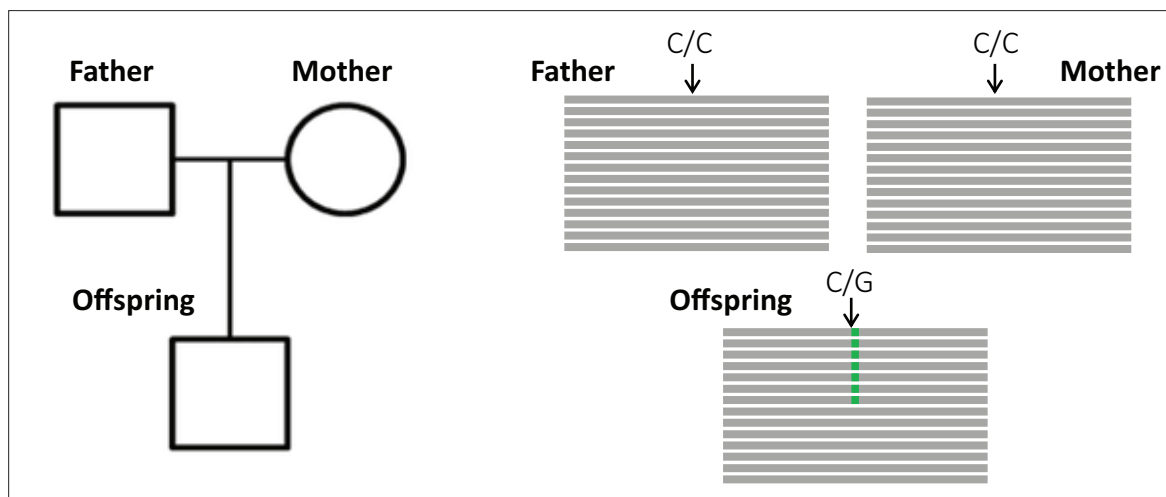 Father
Mother
Offspring
C/C
Father
C/C
Mother
C/G
Offspring